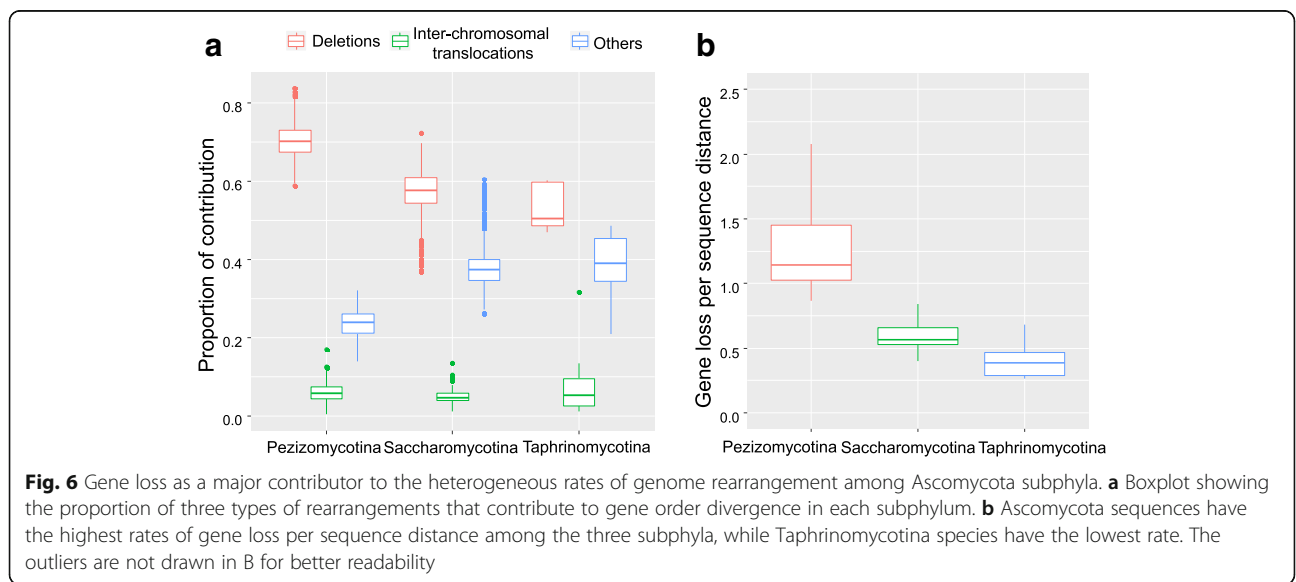 a
Deletions
Inter-chromosomal
translocations
Others
Proportion of contribution
0.8
0.6
0.4
0.2
0.0
Pezizomycotina Saccharomycotina Taphrinomycotina
b
Gene loss per sequence distance
2.5
2.0
1.5
1.0
0.5
0.0
Pezizomycotina Saccharomycotina Taphrinomycotina
Fig. 6 Gene loss as a major contributor to the heterogeneous rates of genome rearrangement among Ascomycota subphyla. a Boxplot showing
the proportion of three types of rearrangements that contribute to gene order divergence in each subphylum. b Ascomycota sequences have
the highest rates of gene loss per sequence distance among the three subphyla, while Taphrinomycotina species have the lowest rate. The
outliers are not drawn in B for better readability